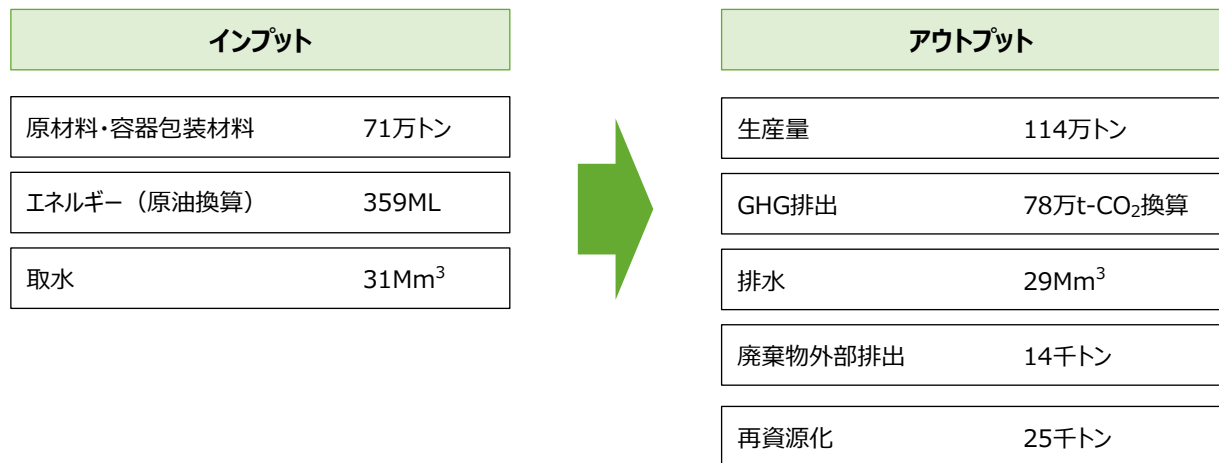 インプット
原材料・容器包装材料 71万トン
エネルギー（原油換算） 359ML
取水 31Mm³
アウトプット
生産量 114万トン
GHG排出 78万t-CO₂換算
排水 29Mm³
廃棄物外部排出 14千トン
再資源化 25千トン